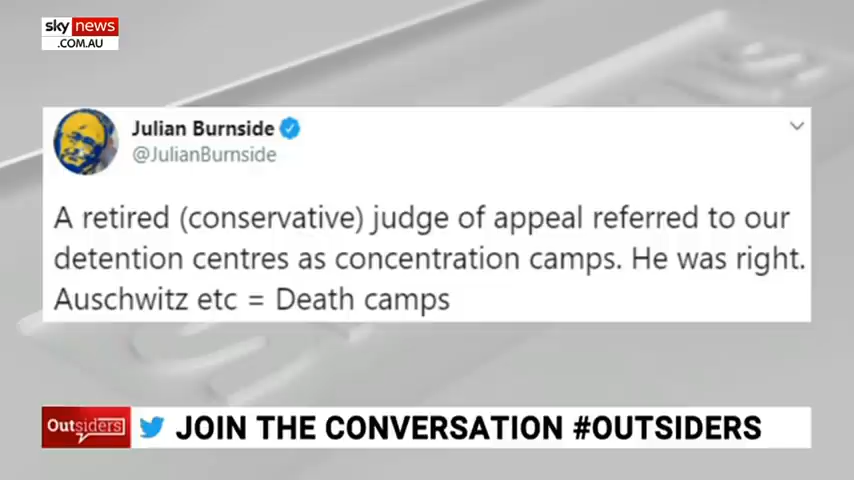 sky news
.COM.AU
Julian Burnside
@JulianBurnside
A retired (conservative) judge of appeal referred to our
detention centres as concentration camps. He was right.
Auschwitz etc = Death camps
Outsiders
JOIN THE CONVERSATION #OUTSIDERS